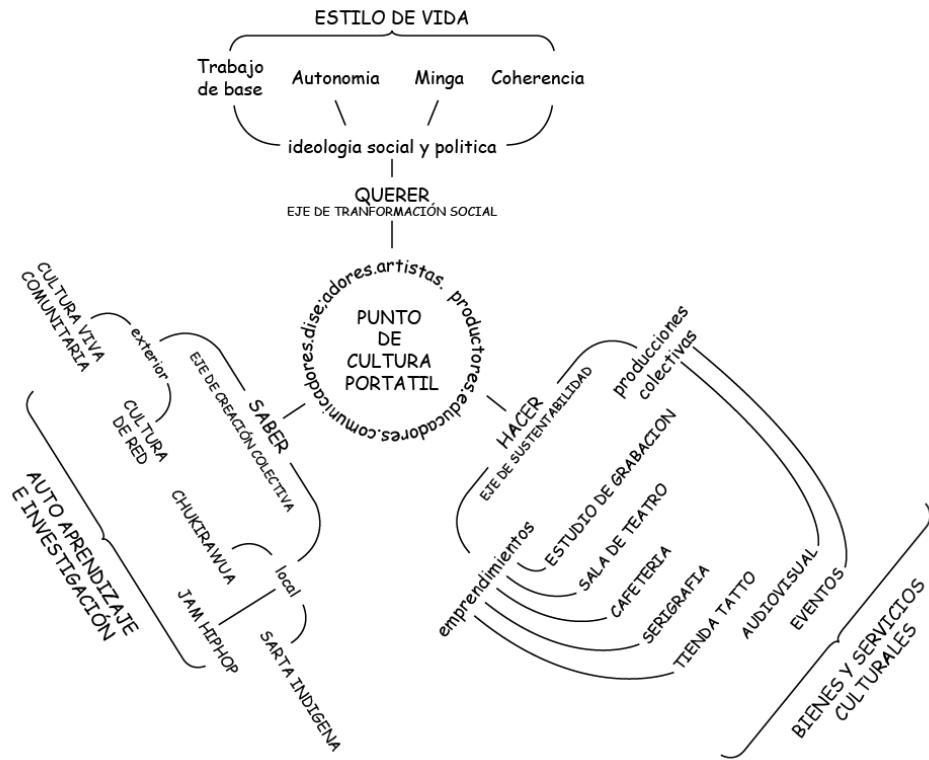 ESTILO DE VIDA
Trabajo
de base
Autonomia
Minga
Coherencia
ideologia social y politica
QUERER
EJE DE TRANFORMACIÓN SOCIAL
comunicadores.dise;adores.artistas. productores.educadores.
PUNTO
DE
CULTURA
PORTATIL
SABER
EJE DE CREACIÓN COLECTIVA
exterior
CULTURA VIVA
COMUNITARIA
CULTURA
DE RED
local
CHUKIRAWUA
JAM HIPHOP
SARTA INDIGENA
AUTO APRENDIZAJE
E INVESTIGACIÓN
HACER
EJE DE SUSTENTABILIDAD
producciones
colectivas
AUDIOVISUAL
EVENTOS
emprendimientos
ESTUDIO DE GRABACION
SALA DE TEATRO
CAFETERIA
SERIGRAFIA
TIENDA TATTO
BIENES Y SERVICIOS
CULTURALES